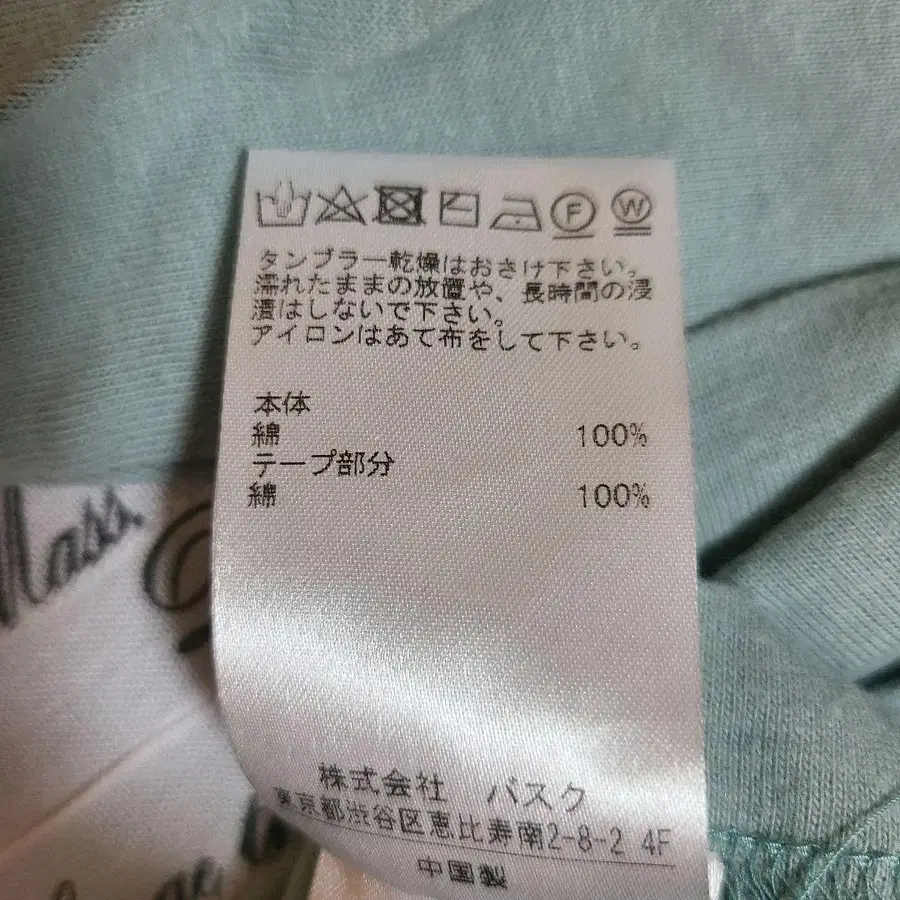 F W
タンブラー乾燥はおさけ下さい。
濡れたままの放置や、長時間の浸
漬はしないで下さい。
アイロンはあて布をして下さい。
本体
綿 100%
テープ部分
綿 100%
Mass.
株式会社 パスク
東京都渋谷区恵比寿南2-8-2 4F
中国製